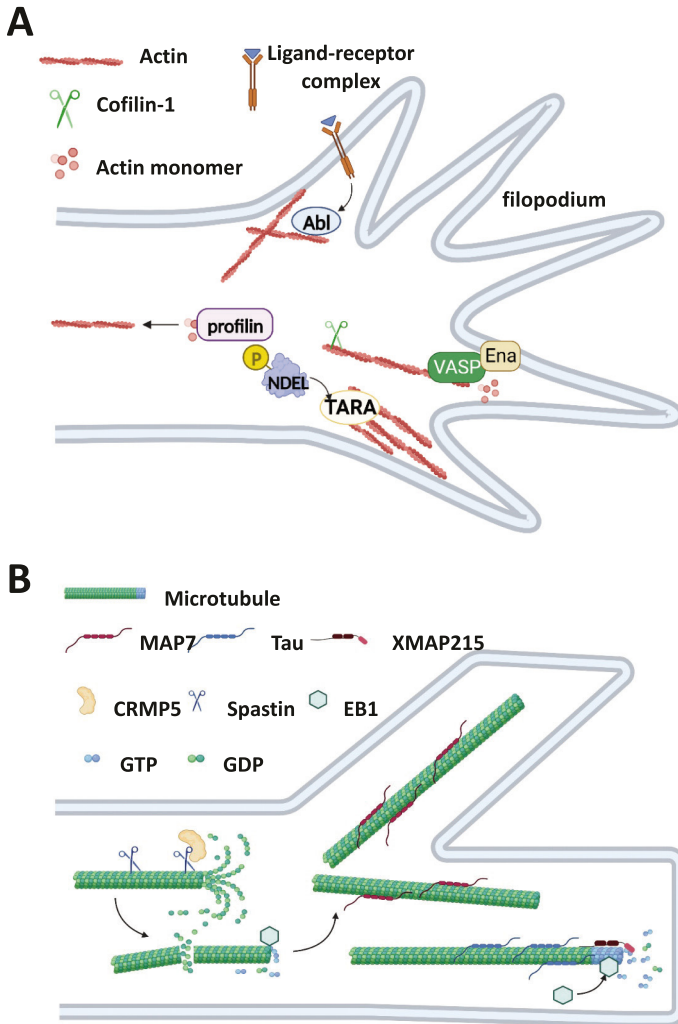 A
Actin
Ligand-receptor
complex
Cofilin-1
Actin monomer
filopodium
Abl
profilin
P
NDEL
TARA
VASP
Ena
B
Microtubule
MAP7
Tau
XMAP215
CRMP5
Spastin
EB1
GTP
GDP